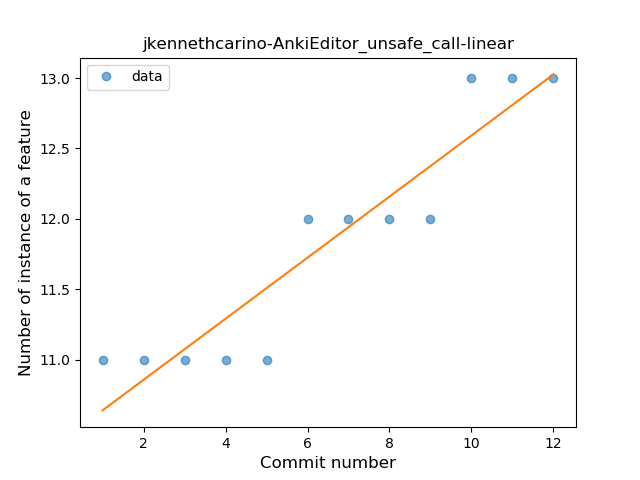 jkennethcarino-AnkiEditor_unsafe_call-linear
data
Number of instance of a feature
13.0
12.5
12.0
11.5
11.0
2
4
6
8
10
12
Commit number